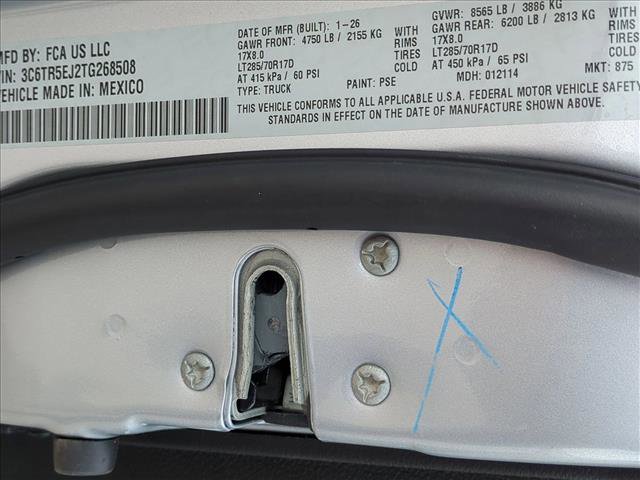 MFD BY: FCA US LLC
VIN: 3C6TR5EJ2TG268508
VEHICLE MADE IN: MEXICO
DATE OF MFR (BUILT): 1-26
GAWR FRONT: 4750 LB / 2155 KG
17X8.0
LT285/70R17D
AT 415 kPa / 60 PSI
TYPE: TRUCK
WITH
RIMS
TIRES
COLD
PAINT: PSE
GVWR: 8565 LB / 3886 KG
GAWR REAR: 6200 LB / 2813 KG
17X8.0
LT285/70R17D
AT 450 kPa / 65 PSI
MDH: 012114
WITH
RIMS
TIRES
COLD
MKT: 875
THIS VEHICLE CONFORMS TO ALL APPLICABLE U.S.A. FEDERAL MOTOR VEHICLE SAFETY
STANDARDS IN EFFECT ON THE DATE OF MANUFACTURE SHOWN ABOVE.
X